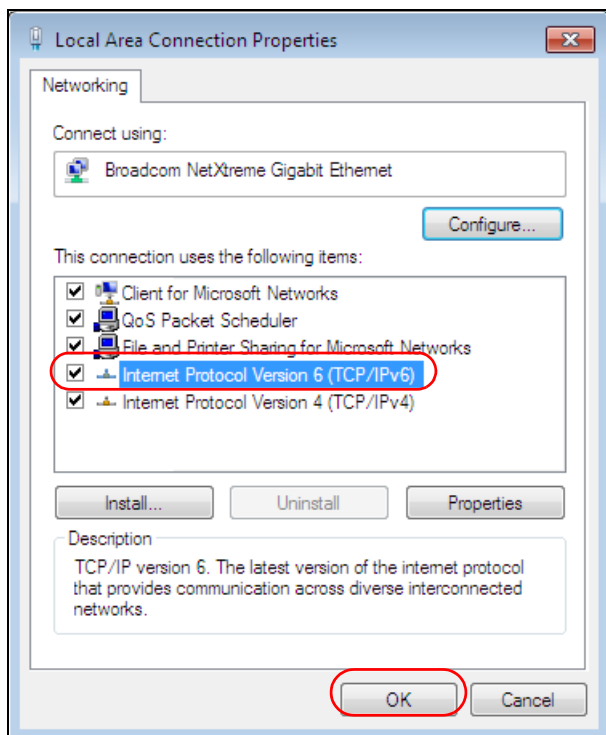 Local Area Connection Properties
Networking
Connect using:
Broadcom NetXtreme Gigabit Ethernet
Configure...
This connection uses the following items:
Client for Microsoft Networks
QoS Packet Scheduler
File and Printer Sharing for Microsoft Networks
Internet Protocol Version 6 (TCP/IPv6)
Internet Protocol Version 4 (TCP/IPv4)
Install... Uninstall Properties
Description
TCP/IP version 6. The latest version of the internet protocol
that provides communication across diverse interconnected
networks.
OK Cancel